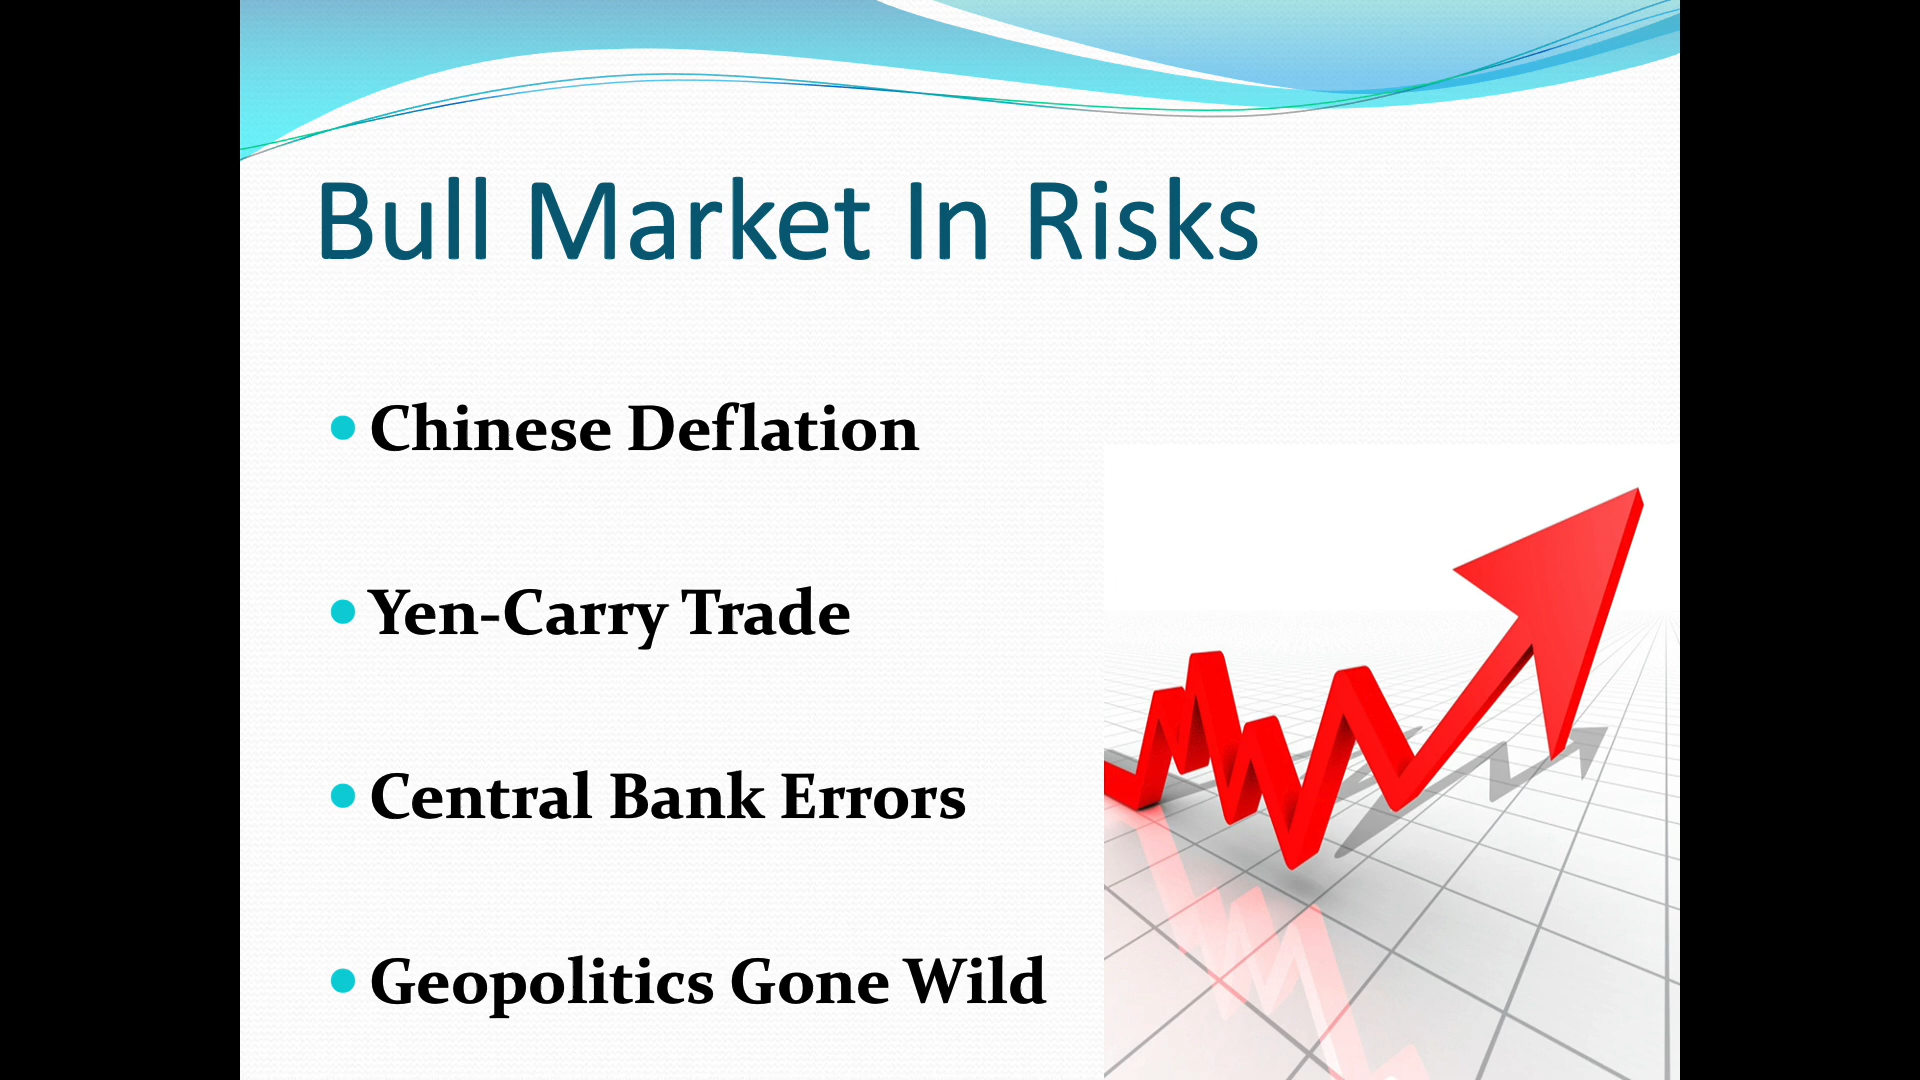 Bull Market In Risks
• Chinese Deflation
• Yen-Carry Trade
• Central Bank Errors
• Geopolitics Gone Wild